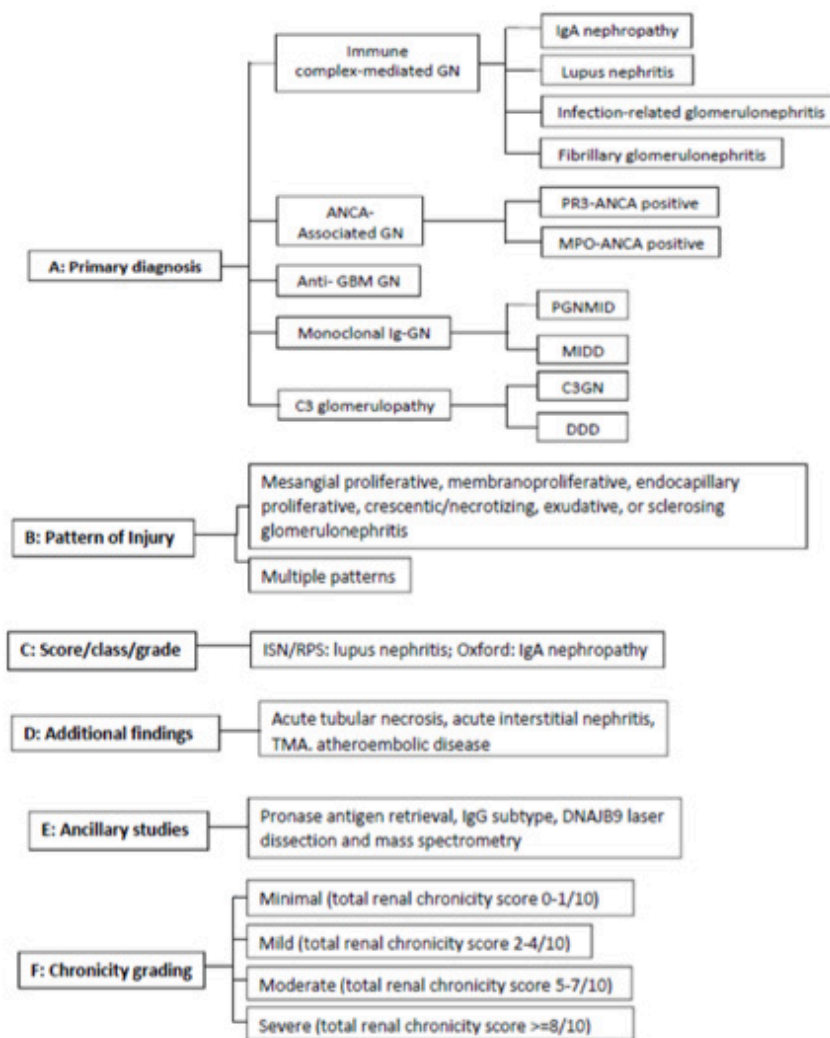 Immune
complex-mediated GN
IgA nephropathy
Lupus nephritis
Infection-related glomerulonephritis
Fibrillary glomerulonephritis
ANCA-
Associated GN
PR3-ANCA positive
MPO-ANCA positive
A: Primary diagnosis
Anti- GBM GN
Monoclonal Ig-GN
PGNMID
MIDD
C3 glomerulopathy
C3GN
DDD
B: Pattern of Injury
Mesangial proliferative, membranoproliferative, endocapillary
proliferative, crescentic/necrotizing, exudative, or sclerosing
glomerulonephritis
Multiple patterns
C: Score/class/grade
ISN/RPS: lupus nephritis; Oxford: IgA nephropathy
D: Additional findings
Acute tubular necrosis, acute interstitial nephritis,
TMA. atheroembolic disease
E: Ancillary studies
Pronase antigen retrieval, IgG subtype, DNAJB9 laser
dissection and mass spectrometry
F: Chronicity grading
Minimal (total renal chronicity score 0-1/10)
Mild (total renal chronicity score 2-4/10)
Moderate (total renal chronicity score 5-7/10)
Severe (total renal chronicity score >=8/10)